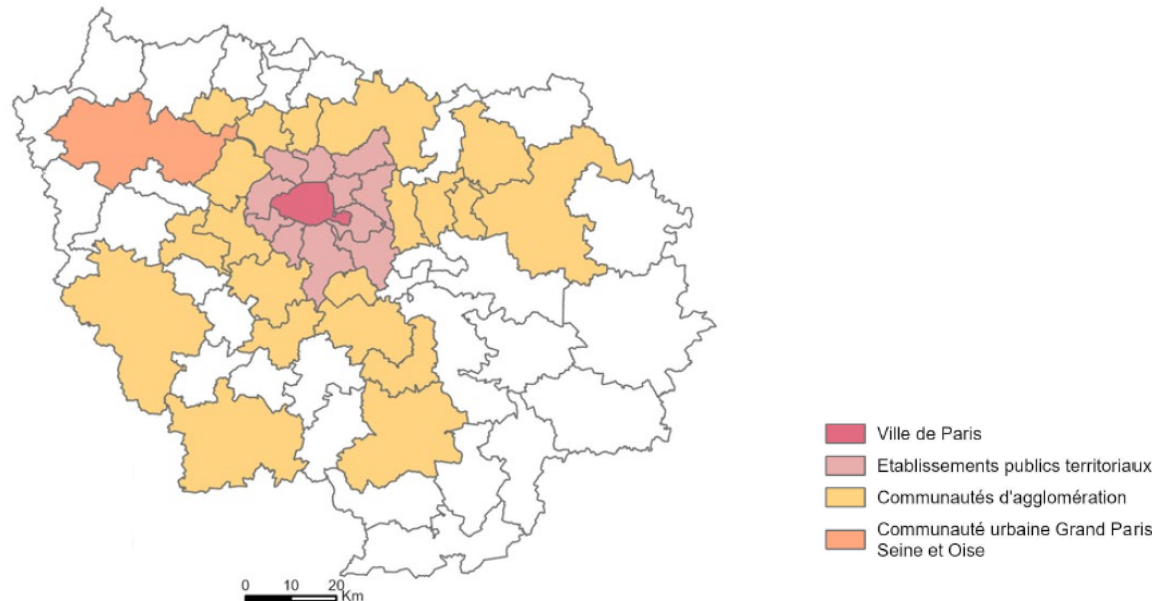 Ville de Paris
Etablissements publics territoriaux
Communautés d'agglomération
Communauté urbaine Grand Paris
Seine et Oise
0 10 20
Km